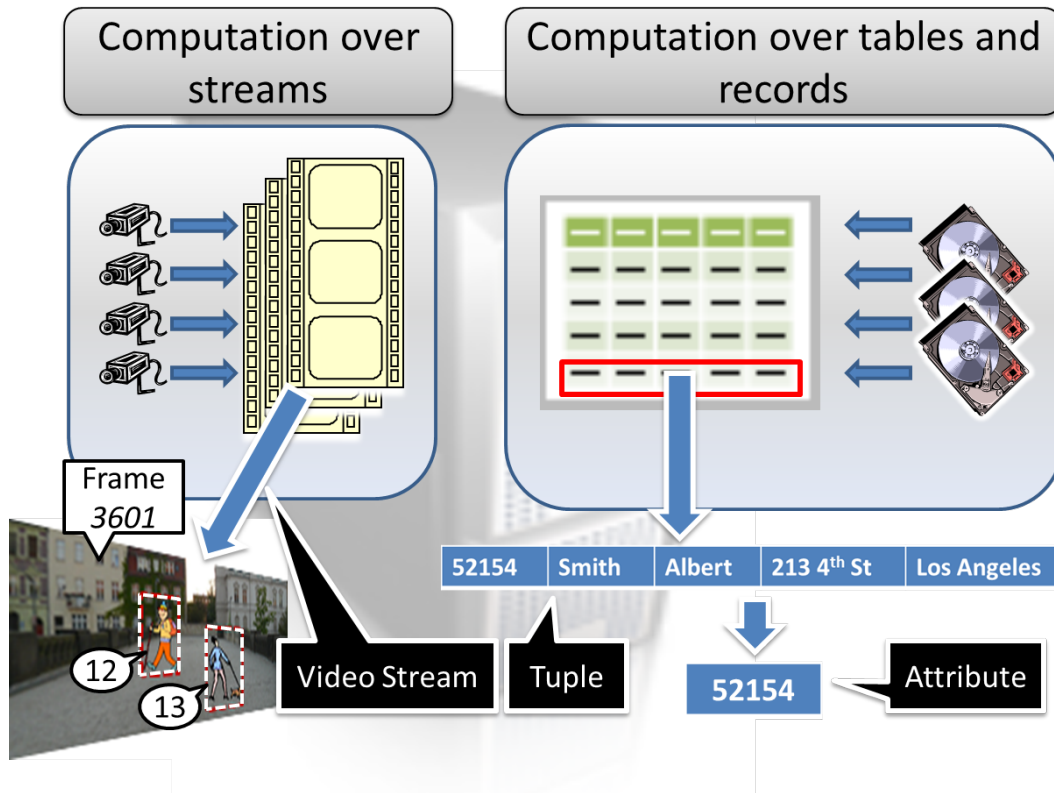 Computation over
streams
Computation over tables and
records
Frame
3601
12
13
Video Stream
52154 Smith Albert 213 4th St Los Angeles
Tuple
52154
Attribute